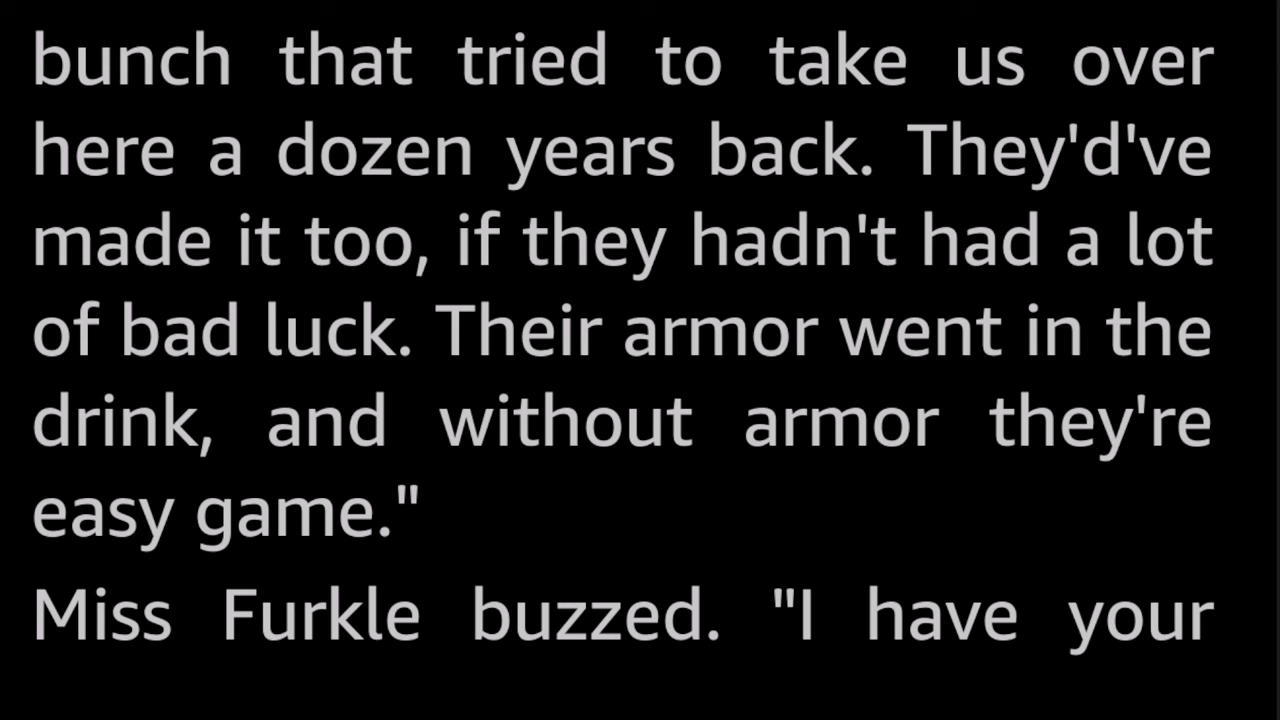 bunch that tried to take us over
here a dozen years back. They'd've
made it too, if they hadn't had a lot
of bad luck. Their armor went in the
drink, and without armor they're
easy game."
Miss Furkle buzzed. "I have your